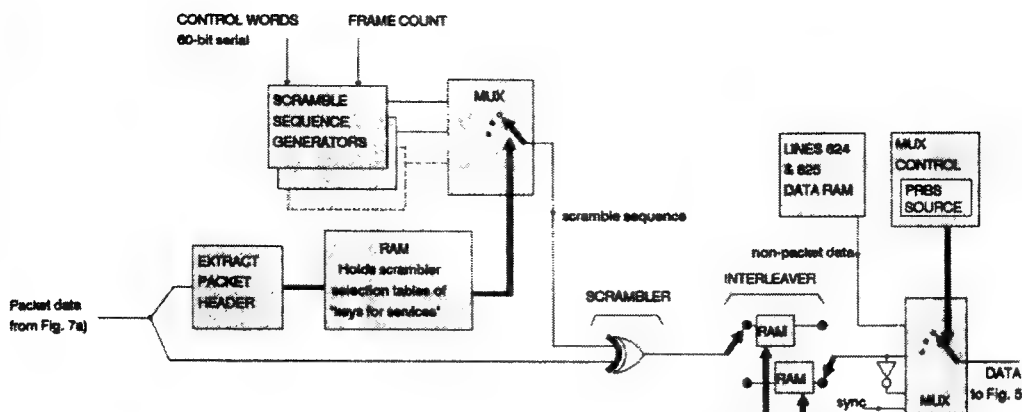 CONTROL WORDS
60-bit serial
FRAME COUNT
SCRAMBLE
SEQUENCE
GENERATORS
MUX
LINES 624
& 625
DATA RAM
MUX
CONTROL
PRBS
SOURCE
scramble sequence
non-packet data
EXTRACT
PACKET
HEADER
RAM
Holds scrambler
selection tables of
"keys for services"
Packet data
from Fig. 7a)
SCRAMBLER
INTERLEAVER
RAM
RAM
sync
MUX
DATA
to Fig. 5